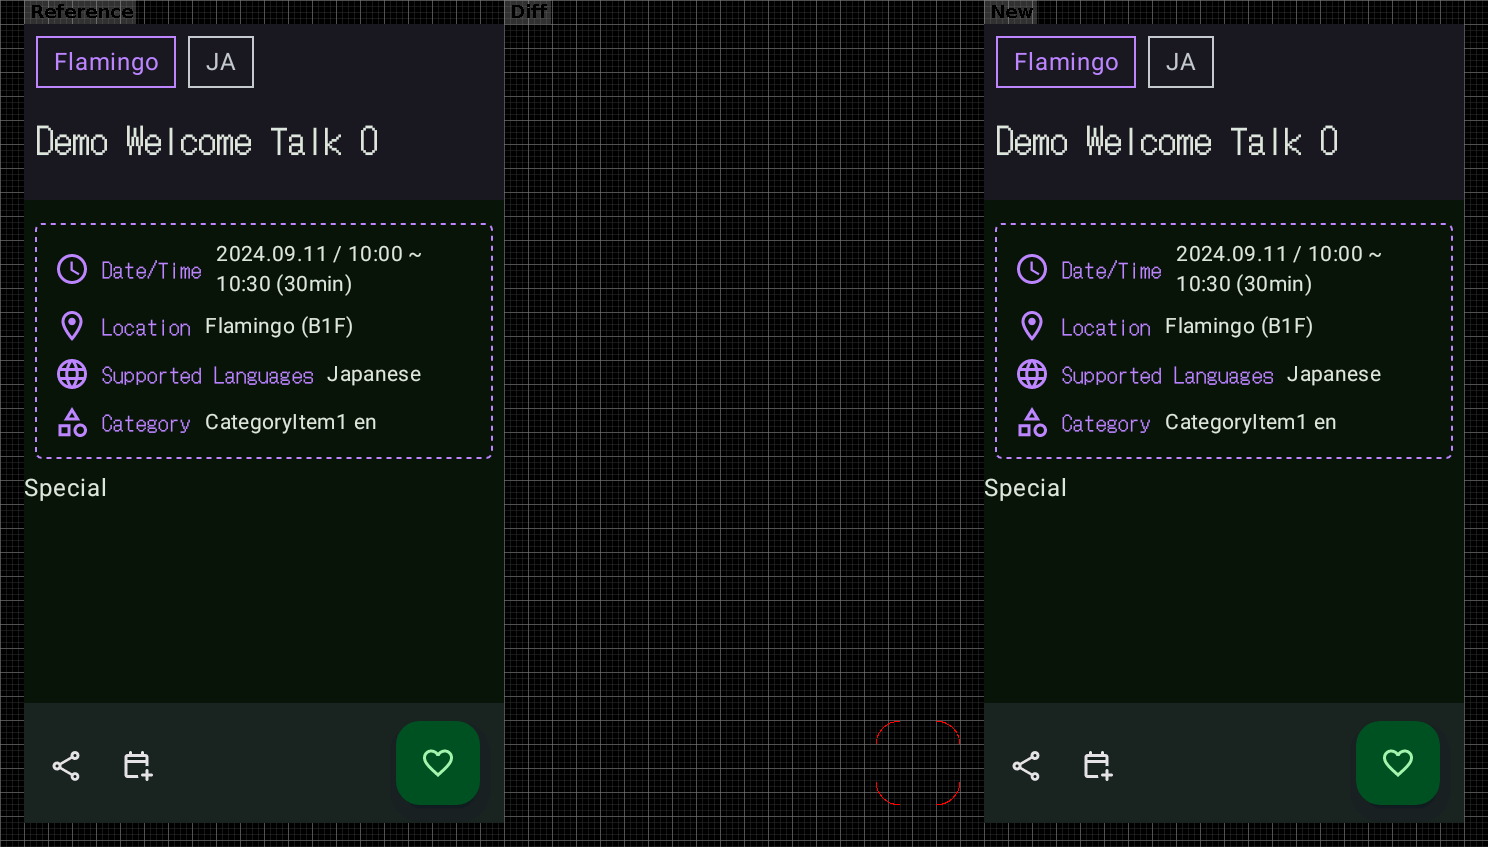 Reference
Diff
New
Flamingo
JA
Demo Welcome Talk 0
Date/Time
2024.09.11 / 10:00 ~
10:30 (30min)
Location
Flamingo (B1F)
Supported Languages
Japanese
Category
CategoryItem1 en
Special
Flamingo
JA
Demo Welcome Talk 0
Date/Time
2024.09.11 / 10:00 ~
10:30 (30min)
Location
Flamingo (B1F)
Supported Languages
Japanese
Category
CategoryItem1 en
Special